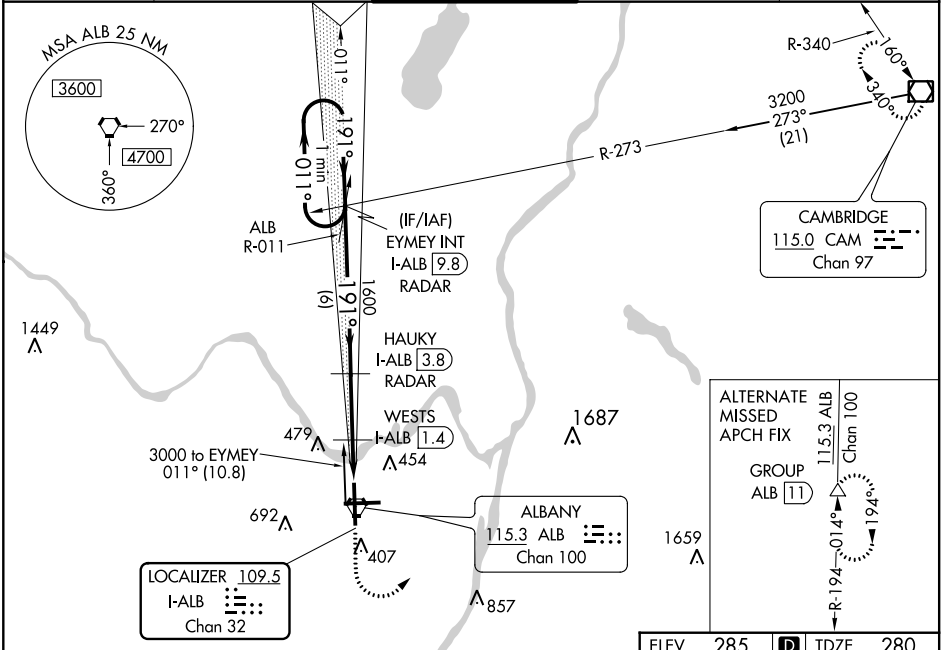 MSA ALB 25 NM
3600
270°
4700
360°
011°
191°
1 min
011°
ALB
R-011
(IF/IAF)
EYMEY INT
I-ALB 9.8
RADAR
R-340
160°
340°
3200
273°
(21)
R-273
CAMBRIDGE
115.0 CAM
Chan 97
1600
(6)
191°
1449
HAUKY
I-ALB 3.8
RADAR
WESTS
I-ALB 1.4
479
454
1687
3000 to EYMEY
011° (10.8)
692
407
ALBANY
115.3 ALB
Chan 100
1659
857
LOCALIZER 109.5
I-ALB
Chan 32
ALTERNATE
MISSED
APCH FIX
115.3 ALB
Chan 100
GROUP
ALB 11
014°
194°
R-194
ELEV 285 D TDZE 280